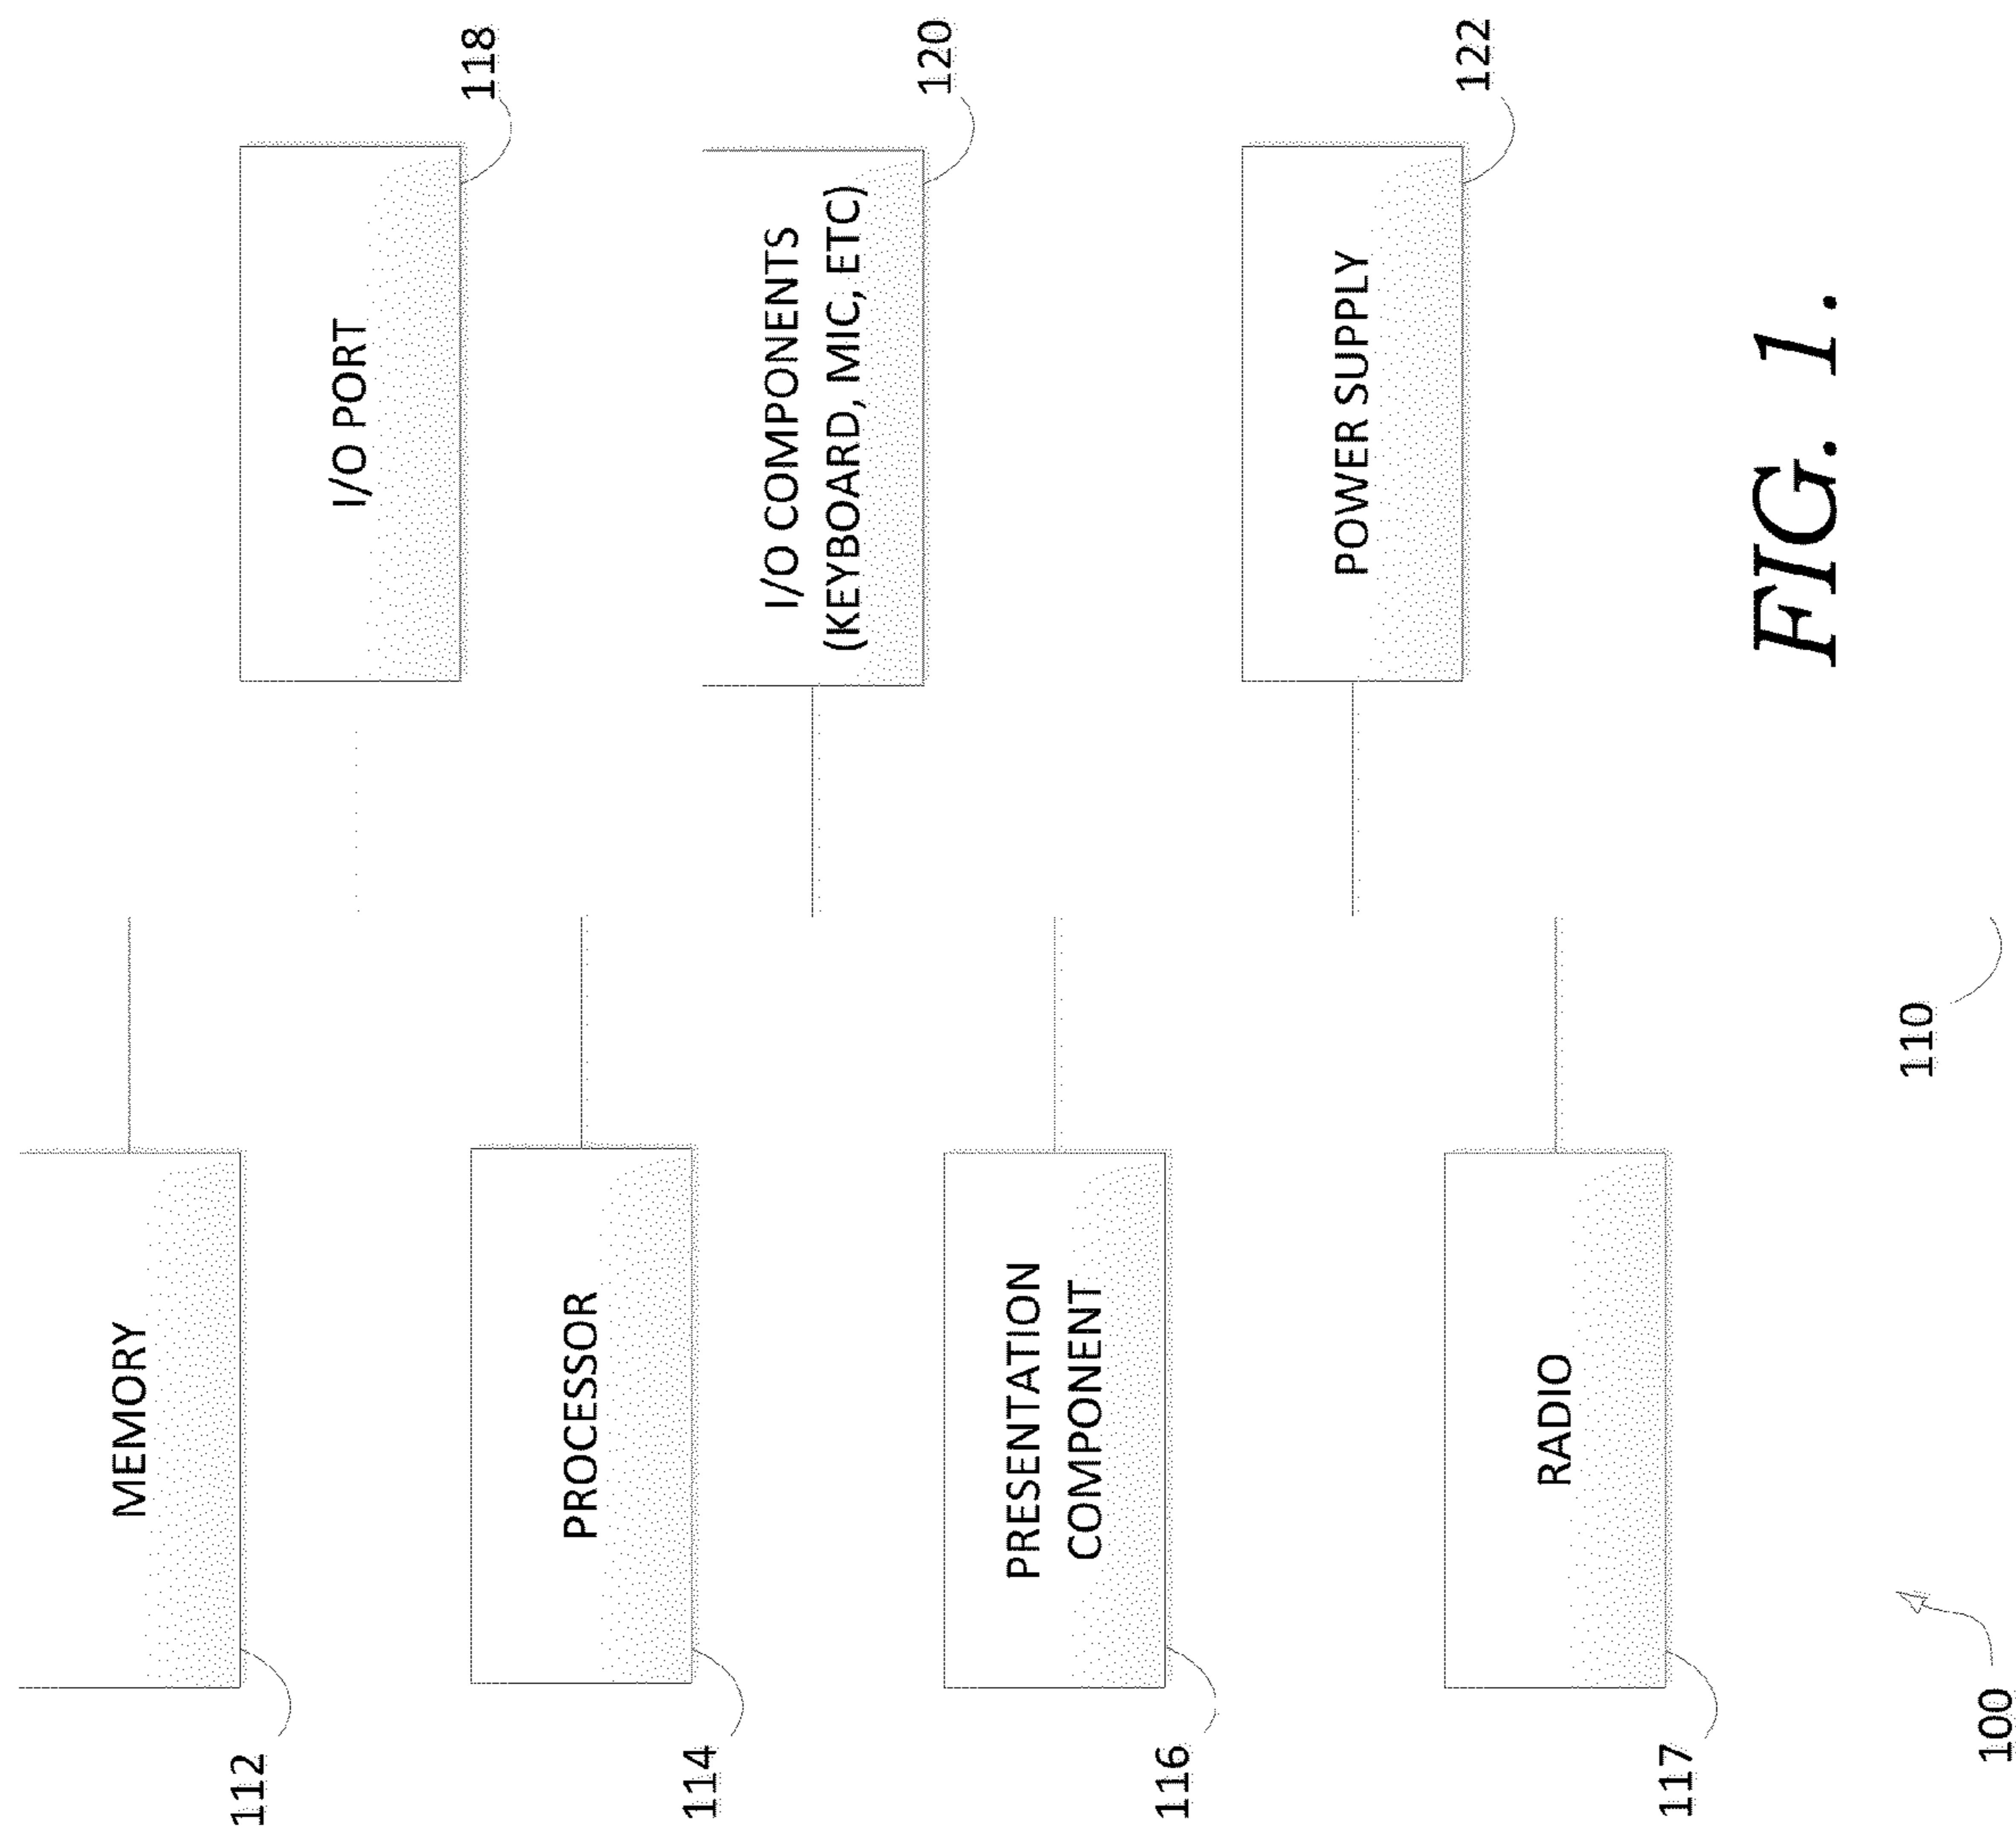 100
MEMORY
112
PROCESSOR
114
PRESENTATION
COMPONENT
116
RADIO
117
110
I/O PORT
118
I/O COMPONENTS
(KEYBOARD, MIC, ETC)
120
POWER SUPPLY
122
FIG. 1.